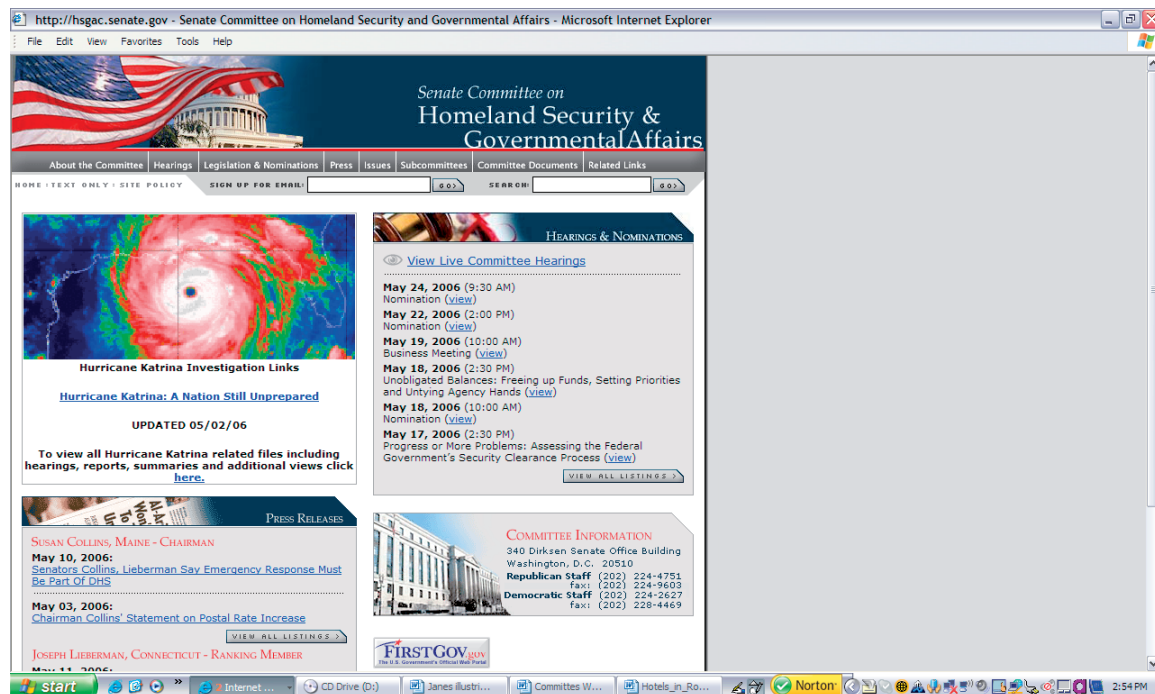 http://hsgac.senate.gov - Senate Committee on Homeland Security and Governmental Affairs - Microsoft Internet Explorer
File Edit View Favorites Tools Help
Senate Committee on
Homeland Security &
Governmental Affairs
About the Committee Hearings Legislation & Nominations Press Issues Subcommittees Committee Documents Related Links
HOME TEXT ONLY SITE POLICY SIGN UP FOR EMAIL: GO> SEARCH: GO>
Hurricane Katrina Investigation Links
Hurricane Katrina: A Nation Still Unprepared
UPDATED 05/02/06
To view all Hurricane Katrina related files including
hearings, reports, summaries and additional views click
here.
HEARINGS & NOMINATIONS
View Live Committee Hearings
May 24, 2006 (9:30 AM)
Nomination (view)
May 22, 2006 (2:00 PM)
Nomination (view)
May 19, 2006 (10:00 AM)
Business Meeting (view)
May 18, 2006 (2:30 PM)
Unobligated Balances: Freeing up Funds, Setting Priorities
and Untying Agency Hands (view)
May 18, 2006 (10:00 AM)
Nomination (view)
May 17, 2006 (2:30 PM)
Progress or More Problems: Assessing the Federal
Government's Security Clearance Process (view)
VIEW ALL LISTINGS >
PRESS RELEASES
SUSAN COLLINS, MAINE - CHAIRMAN
May 10, 2006:
Senators Collins, Lieberman Say Emergency Response Must
Be Part Of DHS
May 03, 2006:
Chairman Collins' Statement on Postal Rate Increase
VIEW ALL LISTINGS >
JOSEPH LIEBERMAN, CONNECTICUT - RANKING MEMBER
May 11, 2006:
COMMITTEE INFORMATION
340 Dirksen Senate Office Building
Washington, D.C. 20510
Republican Staff (202) 224-4751
fax: (202) 224-9603
Democratic Staff (202) 224-2627
fax: (202) 228-4469
FIRSTGOV.gov
The U.S. Government's Official Web Portal
start Internet ... CD Drive (D:) Janes illustri... Committes W... Hotels_in_Ro... Norton 2:54 PM